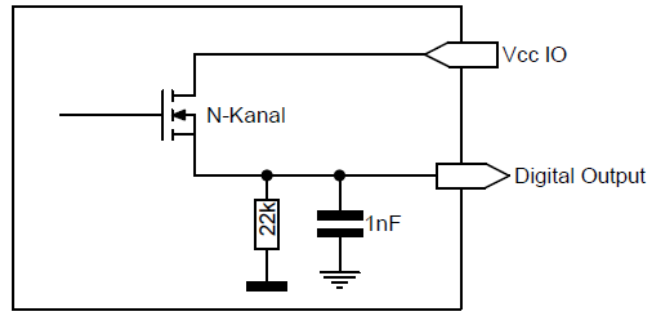 Vcc IO
N-Kanal
Digital Output
22k
1nF